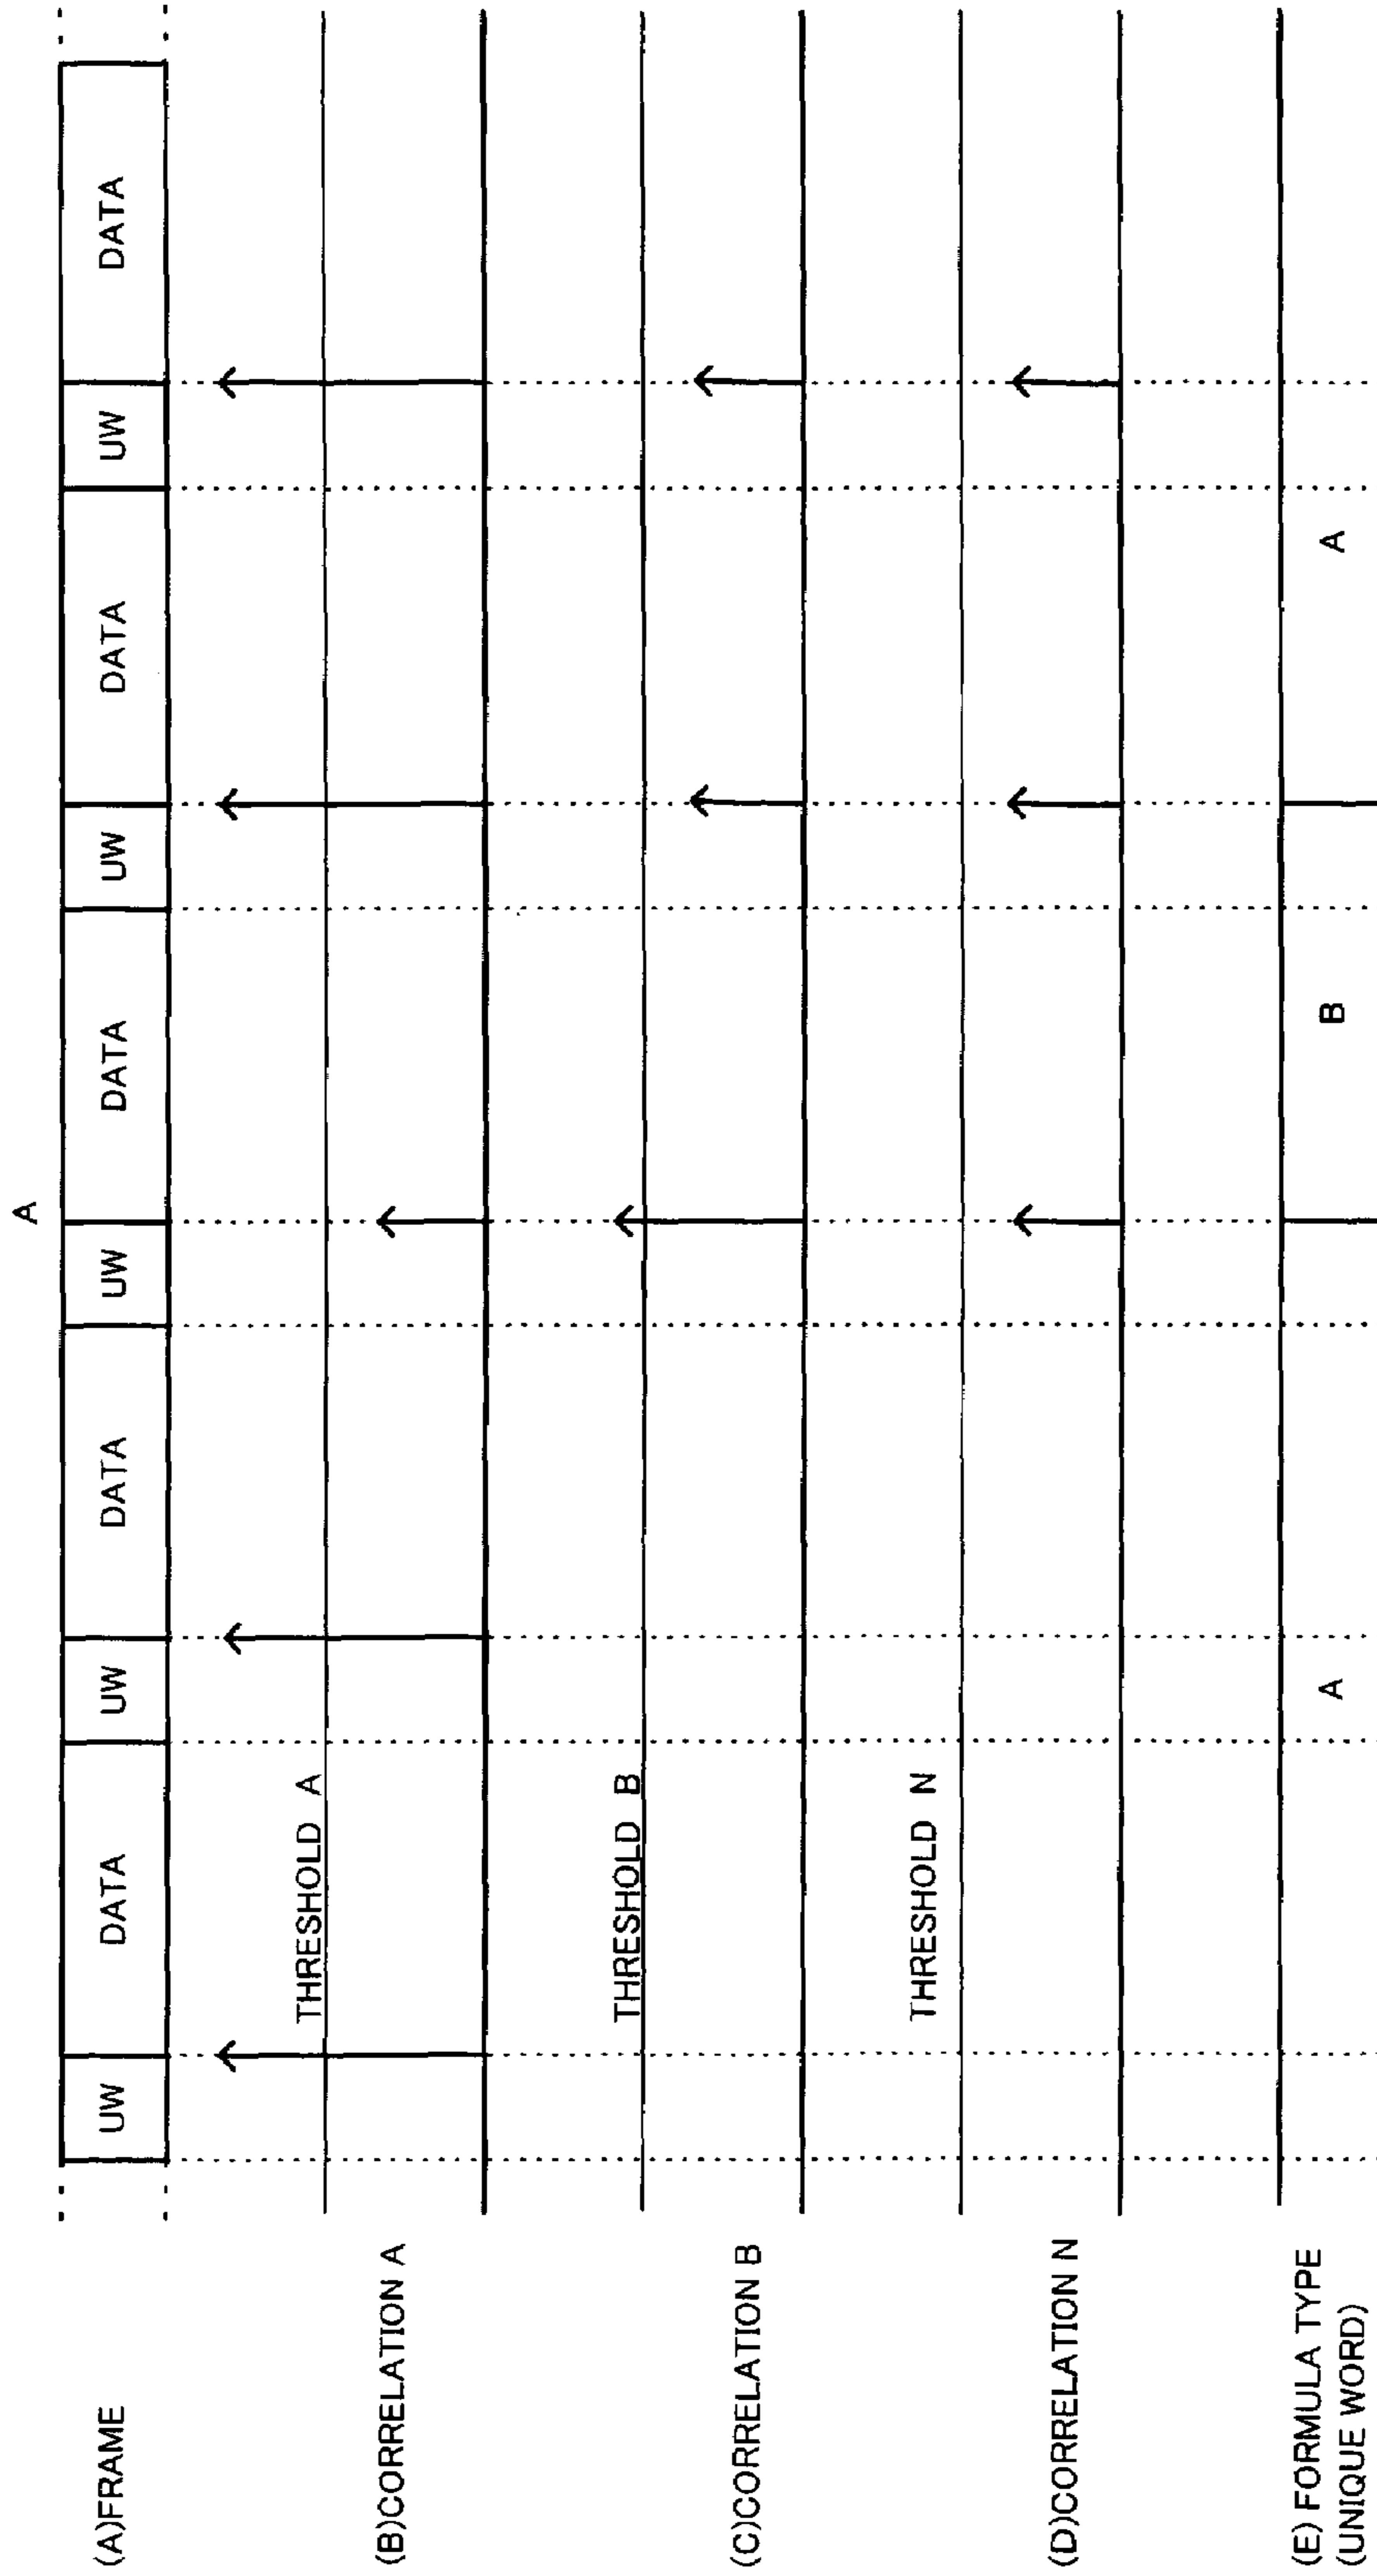 A
(A)FRAME
UW DATA UW DATA UW DATA UW DATA UW DATA
(B)CORRELATION A
THRESHOLD A
(C)CORRELATION B
THRESHOLD B
(D)CORRELATION N
THRESHOLD N
(E) FORMULA TYPE
(UNIQUE WORD)
A B A